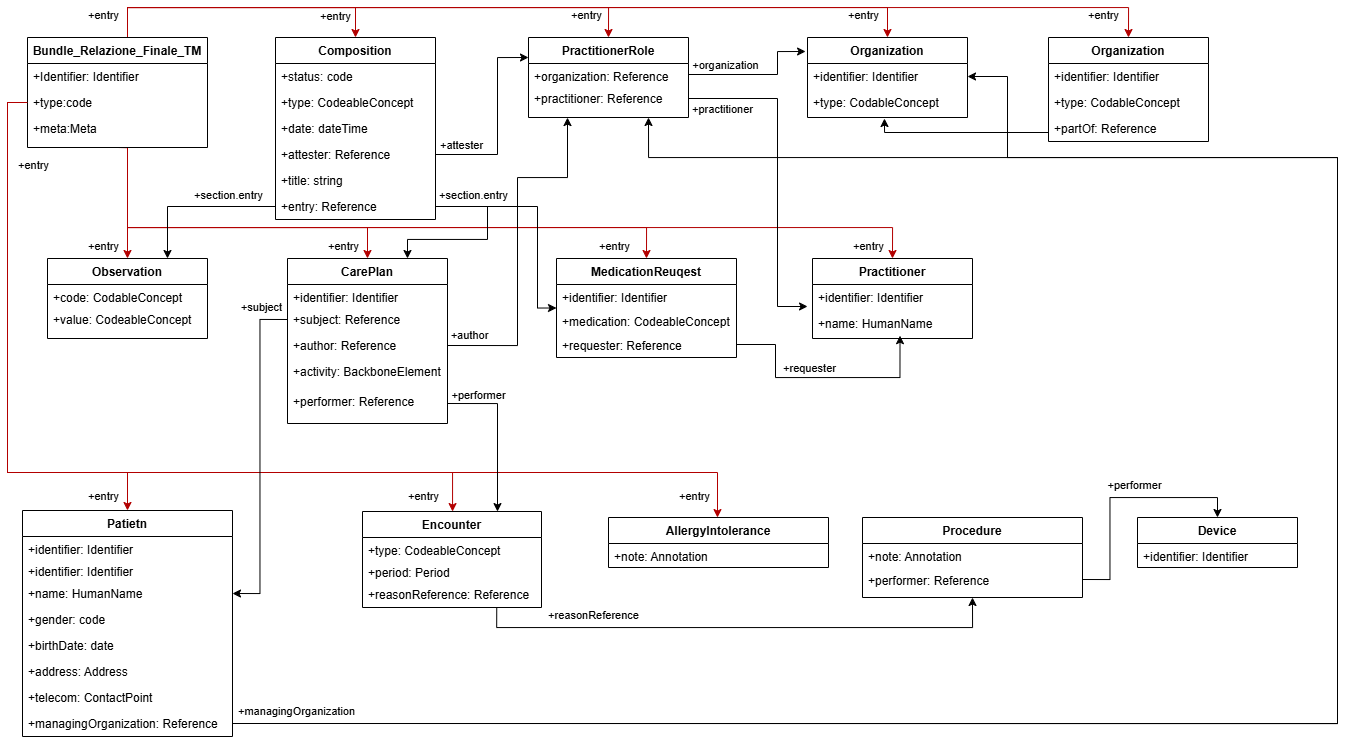 +entry
+entry
+entry
+entry
+entry
Bundle_Relazione_Finale_TM
+Identifier: Identifier
+type:code
+meta:Meta
Composition
+status: code
+type: CodeableConcept
+date: dateTime
+attester: Reference
+title: string
+entry: Reference
PractitionerRole
+organization: Reference
+practitioner: Reference
Organization
+identifier: Identifier
+type: CodableConcept
Organization
+identifier: Identifier
+type: CodableConcept
+partOf: Reference
+organization
+practitioner
+attester
+entry
+section.entry
+section.entry
+entry
+entry
+entry
+entry
Observation
+code: CodableConcept
+value: CodeableConcept
CarePlan
+identifier: Identifier
+subject: Reference
+author: Reference
+activity: BackboneElement
+performer: Reference
MedicationReuqest
+identifier: Identifier
+medication: CodeableConcept
+requester: Reference
Practitioner
+identifier: Identifier
+name: HumanName
+subject
+author
+requester
+performer
+entry
+entry
+entry
+performer
Patietn
+identifier: Identifier
+identifier: Identifier
+name: HumanName
+gender: code
+birthDate: date
+address: Address
+telecom: ContactPoint
+managingOrganization: Reference
Encounter
+type: CodeableConcept
+period: Period
+reasonReference: Reference
AllergyIntolerance
+note: Annotation
Procedure
+note: Annotation
+performer: Reference
Device
+identifier: Identifier
+reasonReference
+managingOrganization